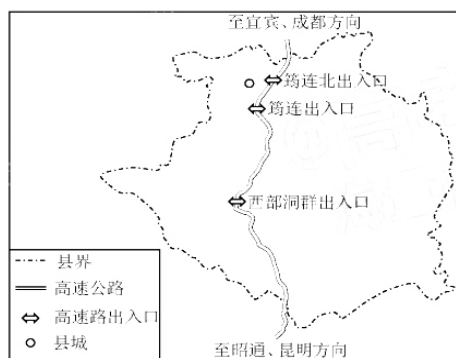 至宜宾、成都方向
筠连北出入口
筠连出入口
西部洞群出入口
县界
高速公路
高速路出入口
县城
至昭通、昆明方向